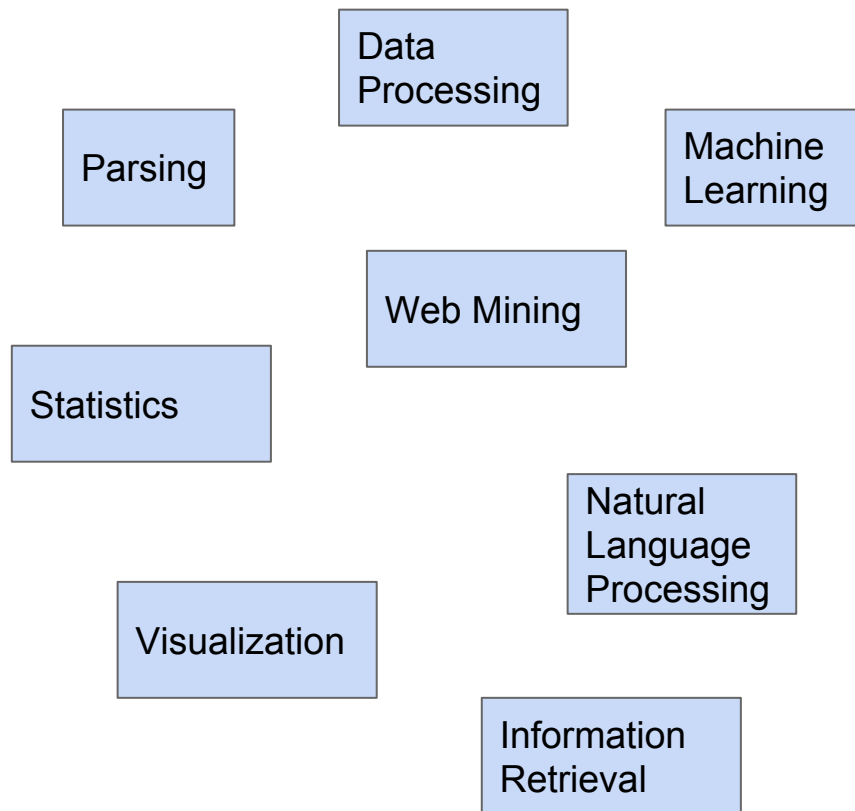 Data
Processing
Parsing
Machine
Learning
Web Mining
Statistics
Natural
Language
Processing
Visualization
Information
Retrieval